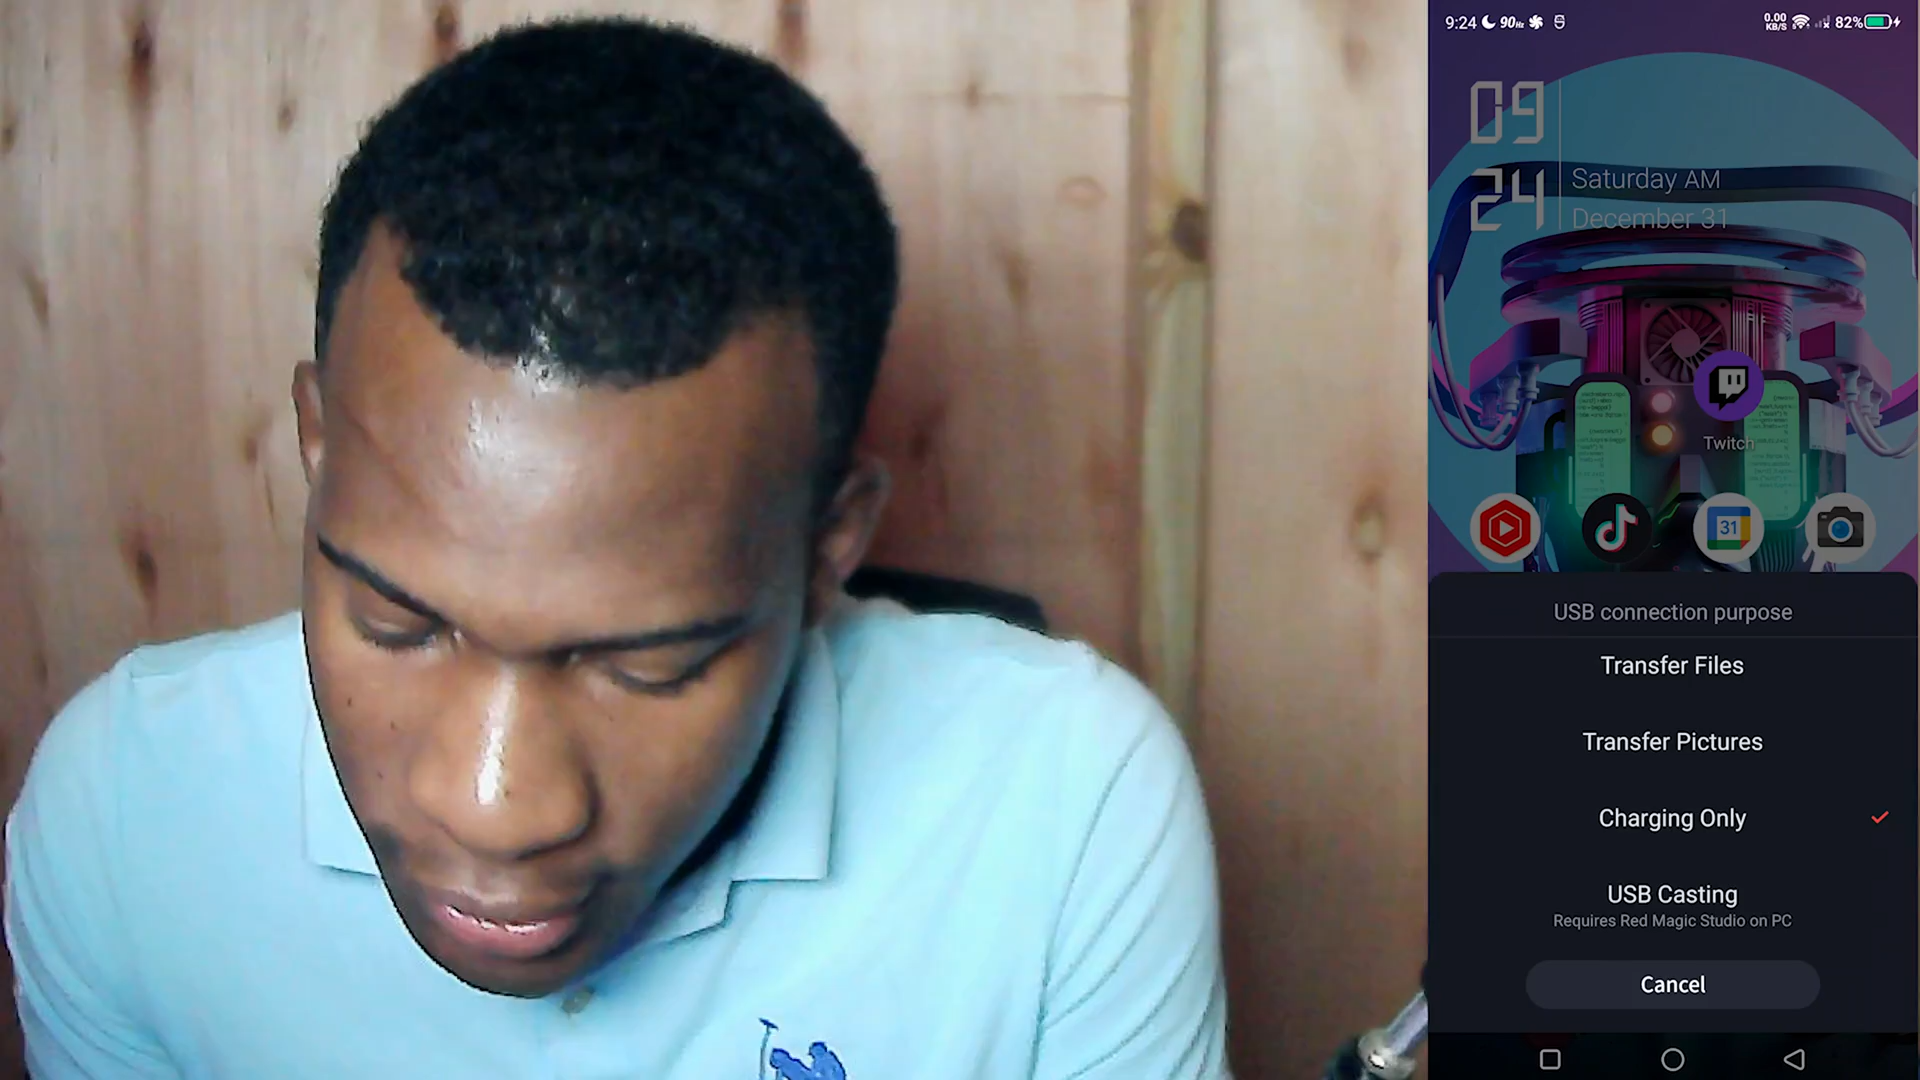 9:24 90Hz 0.00 KB/S 82%
09
24
Saturday AM
December 31
Twitch
31
USB connection purpose
Transfer Files
Transfer Pictures
Charging Only
USB Casting
Requires Red Magic Studio on PC
Cancel